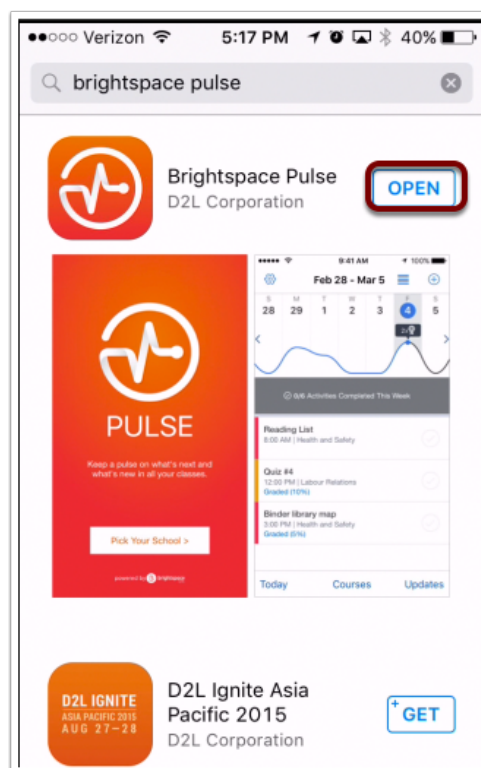 Verizon 5:17 PM 40%
brightspace pulse
Brightspace Pulse
D2L Corporation
OPEN
PULSE
Keep a pulse on what's next and
what's new in all your classes.
Pick Your School >
powered by brightspace
9:41 AM 100%
Feb 28 - Mar 5
S M T W T F S
28 29 1 2 3 4 5
0/6 Activities Completed This Week
Reading List
8:00 AM | Health and Safety
Quiz #4
12:00 PM | Labour Relations
Graded (10%)
Binder library map
3:00 PM | Health and Safety
Graded (5%)
Today Courses Updates
D2L IGNITE
ASIA PACIFIC 2015
AUG 27-28
D2L Ignite Asia
Pacific 2015
D2L Corporation
+GET